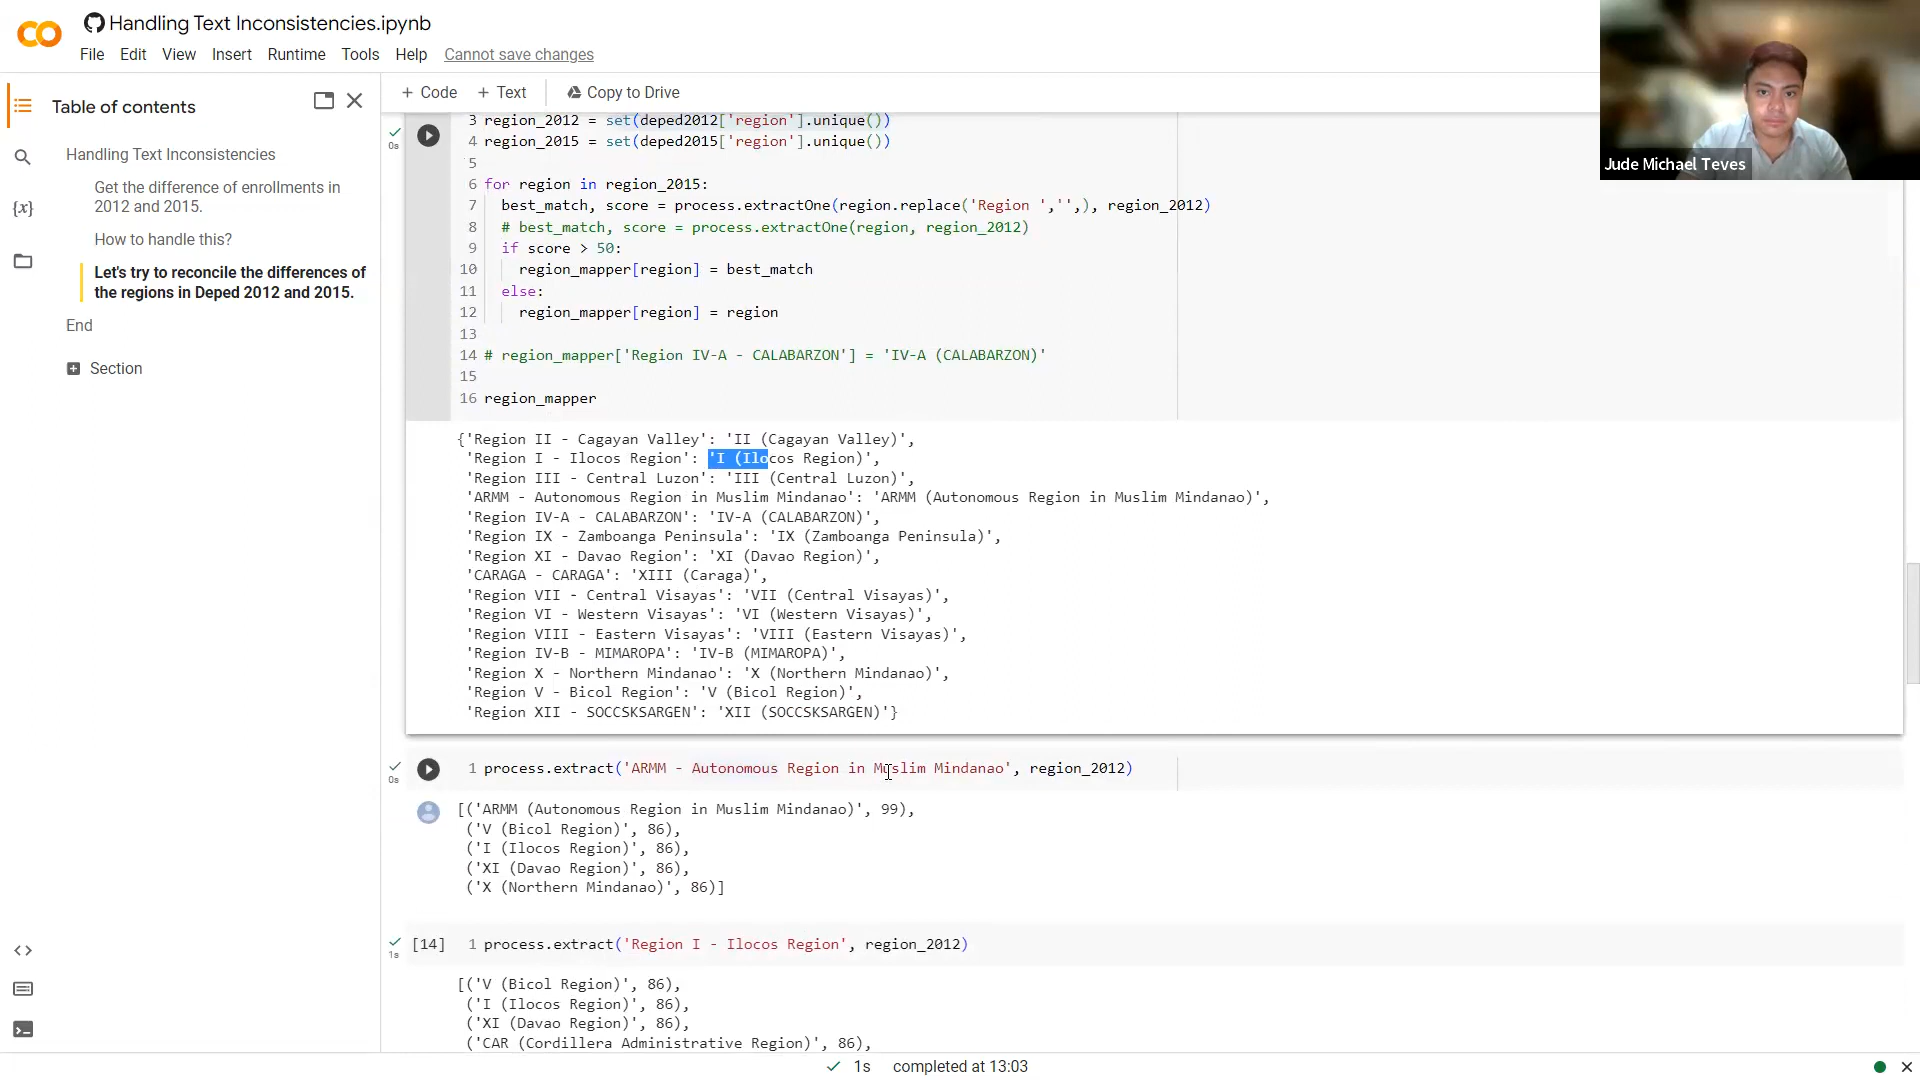 Handling Text Inconsistencies.ipynb
File Edit View Insert Runtime Tools Help Cannot save changes
Table of contents
Handling Text Inconsistencies
Get the difference of enrollments in
2012 and 2015.
How to handle this?
Let's try to reconcile the differences of
the regions in Deped 2012 and 2015.
End
Section
{x}
+ Code + Text Copy to Drive
0s
3 region_2012 = set(deped2012['region'].unique())
4 region_2015 = set(deped2015['region'].unique())
5
6 for region in region_2015:
7 best_match, score = process.extractOne(region.replace('Region ','',), region_2012)
8 # best_match, score = process.extractOne(region, region_2012)
9 if score > 50:
10 region_mapper[region] = best_match
11 else:
12 region_mapper[region] = region
13
14 # region_mapper['Region IV-A - CALABARZON'] = 'IV-A (CALABARZON)'
15
16 region_mapper
{'Region II - Cagayan Valley': 'II (Cagayan Valley)',
'Region I - Ilocos Region': 'I (Ilocos Region)',
'Region III - Central Luzon': 'III (Central Luzon)',
'ARMM - Autonomous Region in Muslim Mindanao': 'ARMM (Autonomous Region in Muslim Mindanao)',
'Region IV-A - CALABARZON': 'IV-A (CALABARZON)',
'Region IX - Zamboanga Peninsula': 'IX (Zamboanga Peninsula)',
'Region XI - Davao Region': 'XI (Davao Region)',
'CARAGA - CARAGA': 'XIII (Caraga)',
'Region VII - Central Visayas': 'VII (Central Visayas)',
'Region VI - Western Visayas': 'VI (Western Visayas)',
'Region VIII - Eastern Visayas': 'VIII (Eastern Visayas)',
'Region IV-B - MIMAROPA': 'IV-B (MIMAROPA)',
'Region X - Northern Mindanao': 'X (Northern Mindanao)',
'Region V - Bicol Region': 'V (Bicol Region)',
'Region XII - SOCCSKSARGEN': 'XII (SOCCSKSARGEN)'}
0s
1 process.extract('ARMM - Autonomous Region in Muslim Mindanao', region_2012)
[('ARMM (Autonomous Region in Muslim Mindanao)', 99),
('V (Bicol Region)', 86),
('I (Ilocos Region)', 86),
('XI (Davao Region)', 86),
('X (Northern Mindanao)', 86)]
1s
[14] 1 process.extract('Region I - Ilocos Region', region_2012)
[('V (Bicol Region)', 86),
('I (Ilocos Region)', 86),
('XI (Davao Region)', 86),
('CAR (Cordillera Administrative Region)', 86),
1s completed at 13:03
Jude Michael Teves